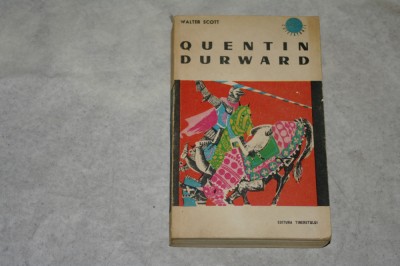 WALTER SCOTT
QUENTIN
DURWARD
EDITURA TINERETULUI